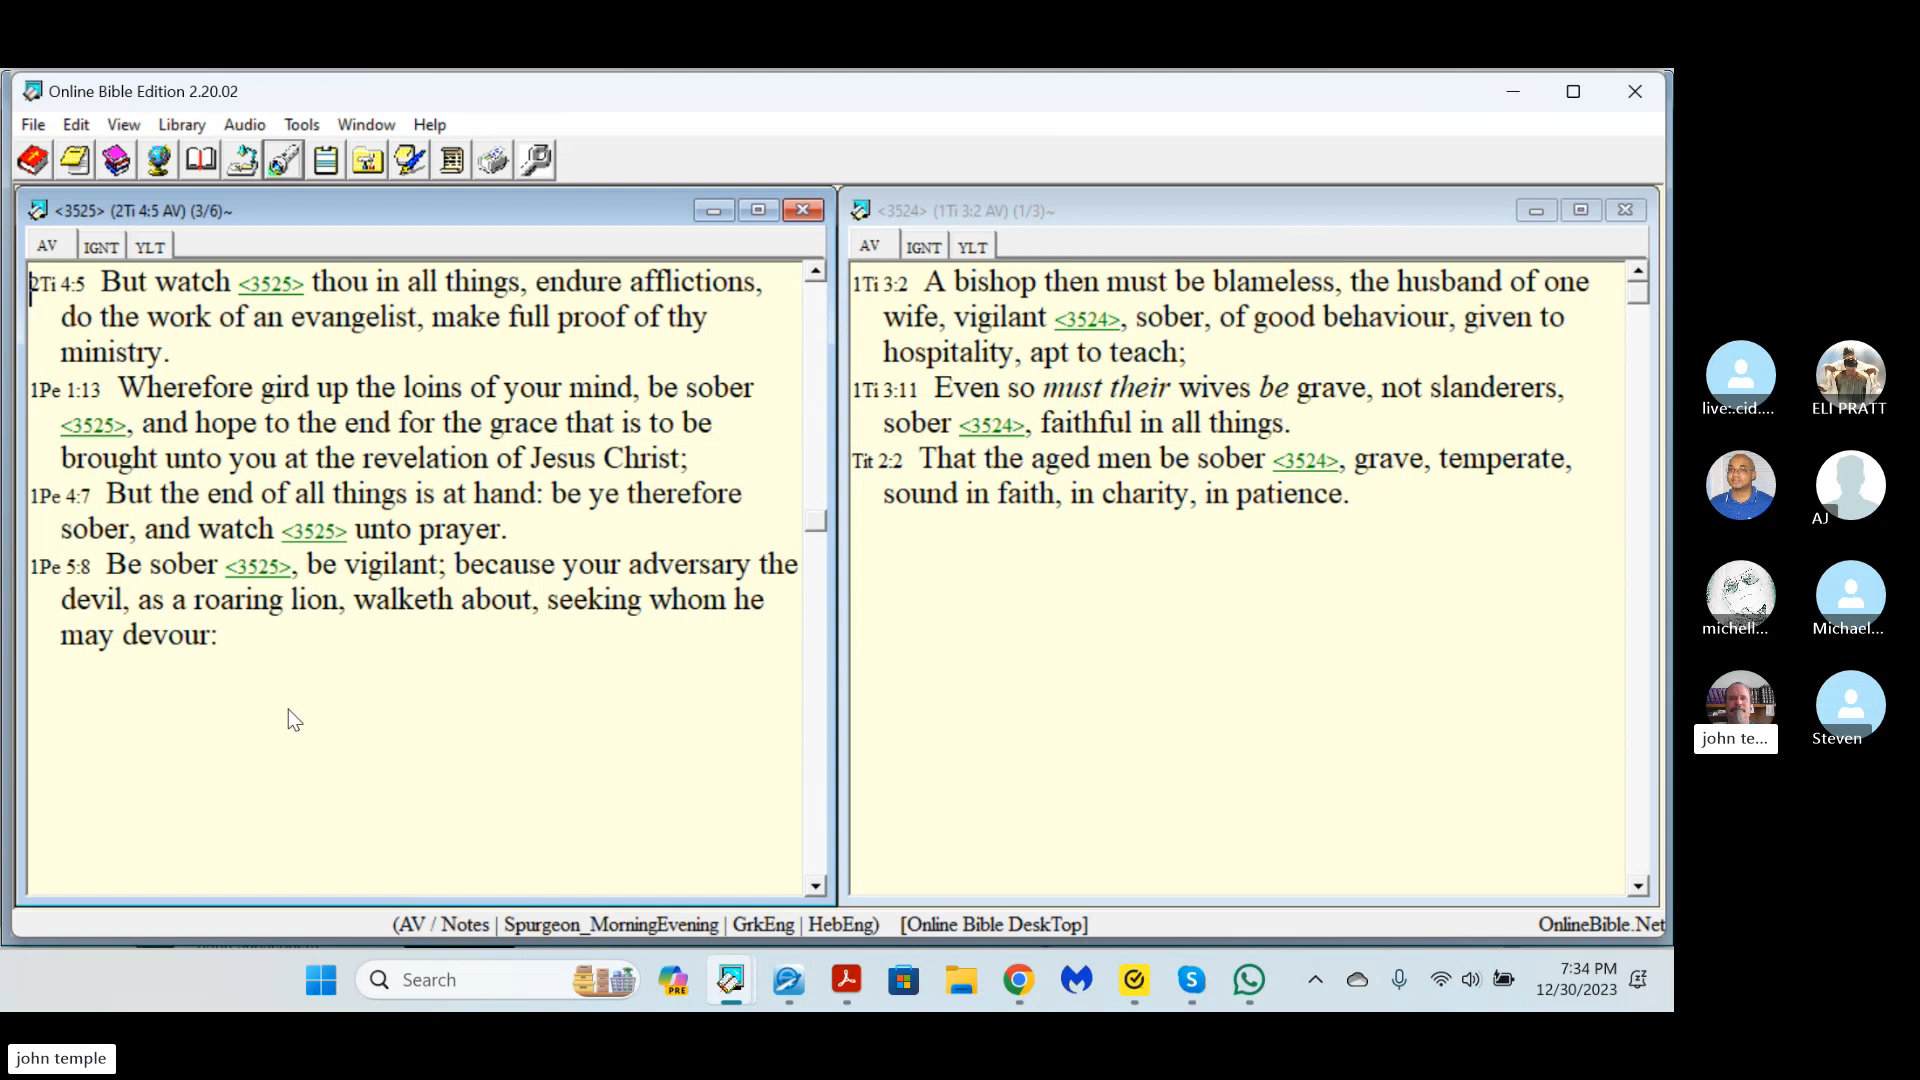 Online Bible Edition 2.20.02
File Edit View Library Audio Tools Window Help
<3525> (2Ti 4:5 AV) (3/6)~
AV IGNT YLT
2Ti 4:5 But watch <3525> thou in all things, endure afflictions,
do the work of an evangelist, make full proof of thy
ministry.
1Pe 1:13 Wherefore gird up the loins of your mind, be sober
<3525>, and hope to the end for the grace that is to be
brought unto you at the revelation of Jesus Christ;
1Pe 4:7 But the end of all things is at hand: be ye therefore
sober, and watch <3525> unto prayer.
1Pe 5:8 Be sober <3525>, be vigilant; because your adversary the
devil, as a roaring lion, walketh about, seeking whom he
may devour:
<3524> (1Ti 3:2 AV) (1/3)~
AV IGNT YLT
1Ti 3:2 A bishop then must be blameless, the husband of one
wife, vigilant <3524>, sober, of good behaviour, given to
hospitality, apt to teach;
1Ti 3:11 Even so must their wives be grave, not slanderers,
sober <3524>, faithful in all things.
Tit 2:2 That the aged men be sober <3524>, grave, temperate,
sound in faith, in charity, in patience.
(AV / Notes | Spurgeon_MorningEvening | GrkEng | HebEng) [Online Bible DeskTop] OnlineBible.Net
Search
PRE
7:34 PM
12/30/2023
live:.cid....
ELI PRATT
AJ
michell...
Michael...
john te...
Steven
john temple